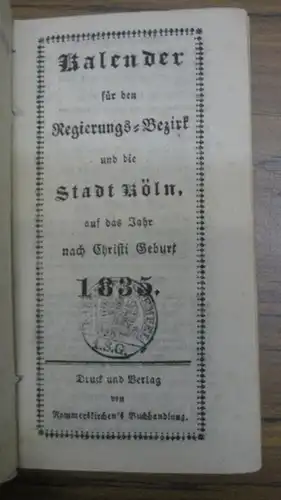 Kalender
für den
Regierungs-Bezirk
und die
Stadt Köln,
auf das Jahr
nach Christi Geburt
1835.
Druck und Verlag
von
Rommerskirchen's Buchhandlung.